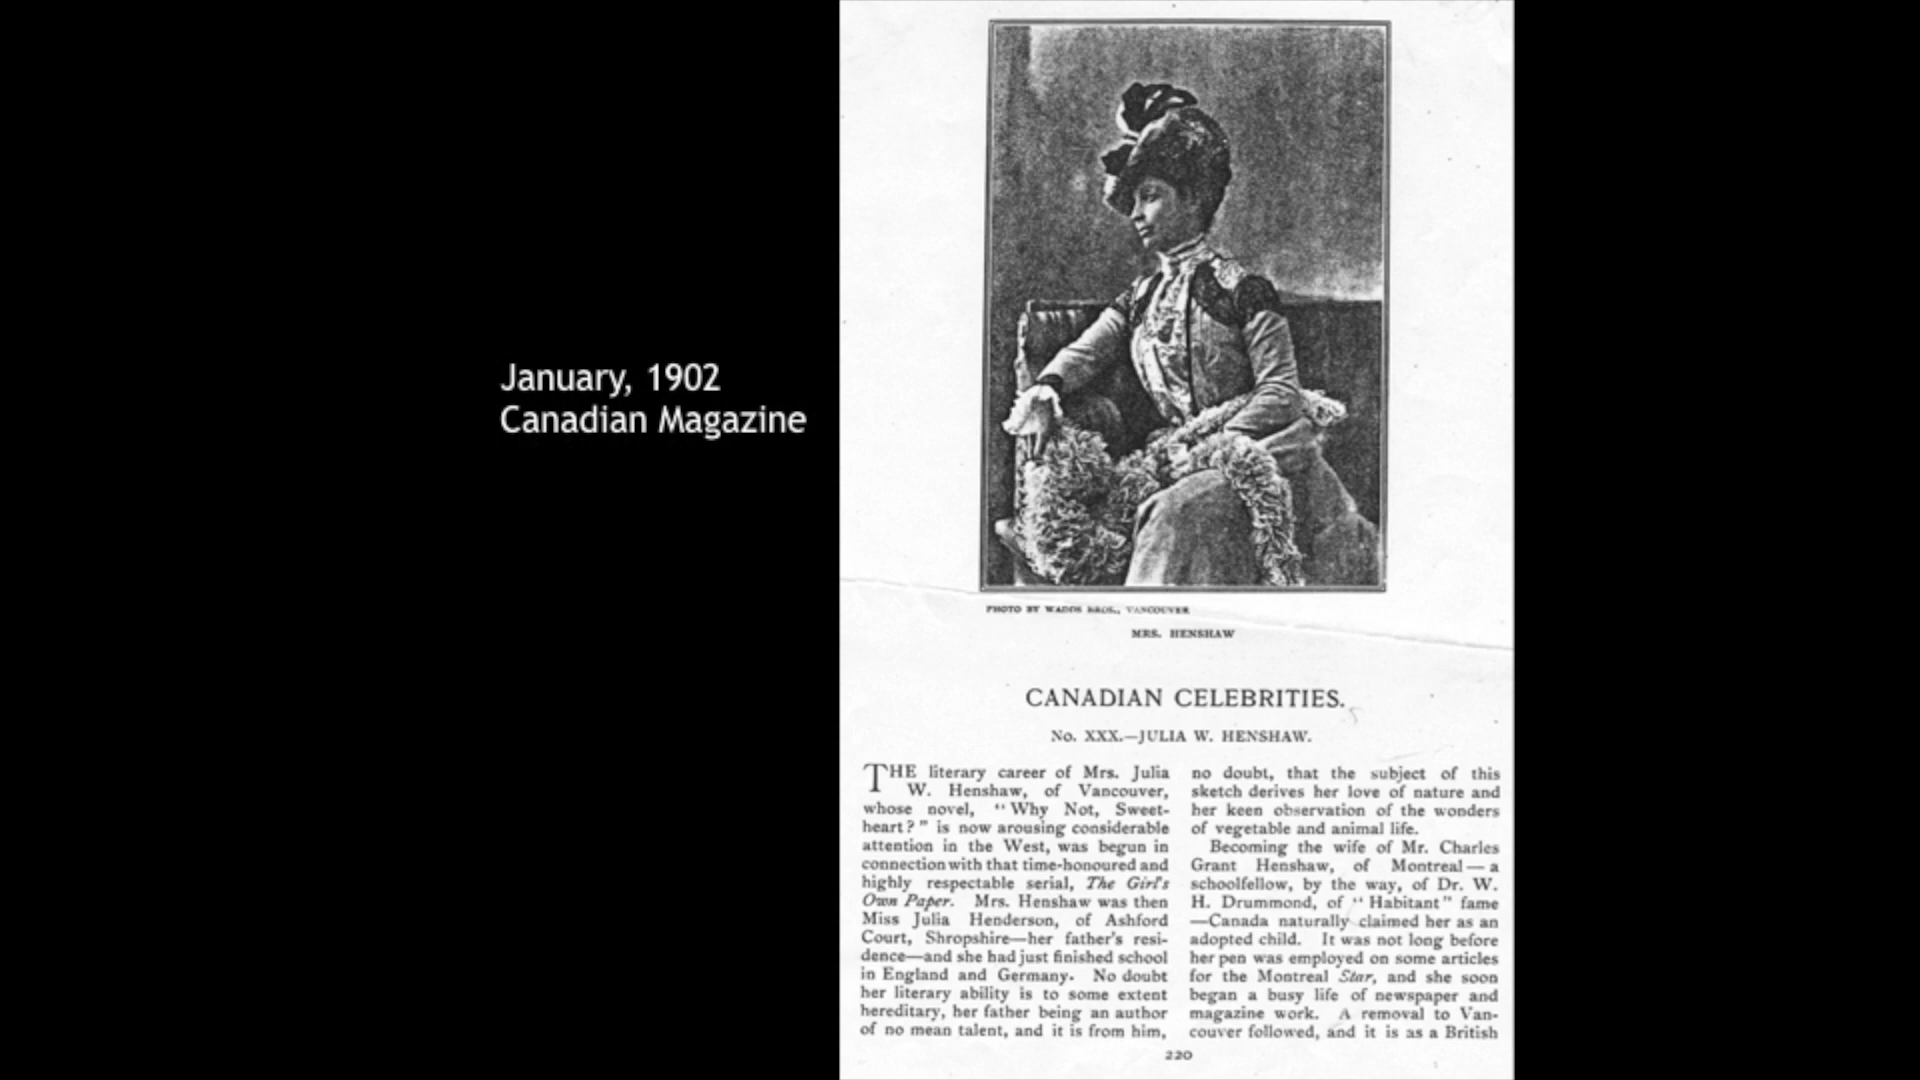 January, 1902
Canadian Magazine
PHOTO BY WADDS BROS., VANCOUVER
MRS. HENSHAW
CANADIAN CELEBRITIES.
No. XXX.—JULIA W. HENSHAW.
THE literary career of Mrs. Julia
W. Henshaw, of Vancouver,
whose novel, "Why Not, Sweet-
heart?" is now arousing considerable
attention in the West, was begun in
connection with that time-honoured and
highly respectable serial, The Girl's
Own Paper. Mrs. Henshaw was then
Miss Julia Henderson, of Ashford
Court, Shropshire—her father's resi-
dence—and she had just finished school
in England and Germany. No doubt
her literary ability is to some extent
hereditary, her father being an author
of no mean talent, and it is from him,
no doubt, that the subject of this
sketch derives her love of nature and
her keen observation of the wonders
of vegetable and animal life.
Becoming the wife of Mr. Charles
Grant Henshaw, of Montreal—a
schoolfellow, by the way, of Dr. W.
H. Drummond, of "Habitant" fame
—Canada naturally claimed her as an
adopted child. It was not long before
her pen was employed on some articles
for the Montreal Star, and she soon
began a busy life of newspaper and
magazine work. A removal to Van-
couver followed, and it is as a British
220